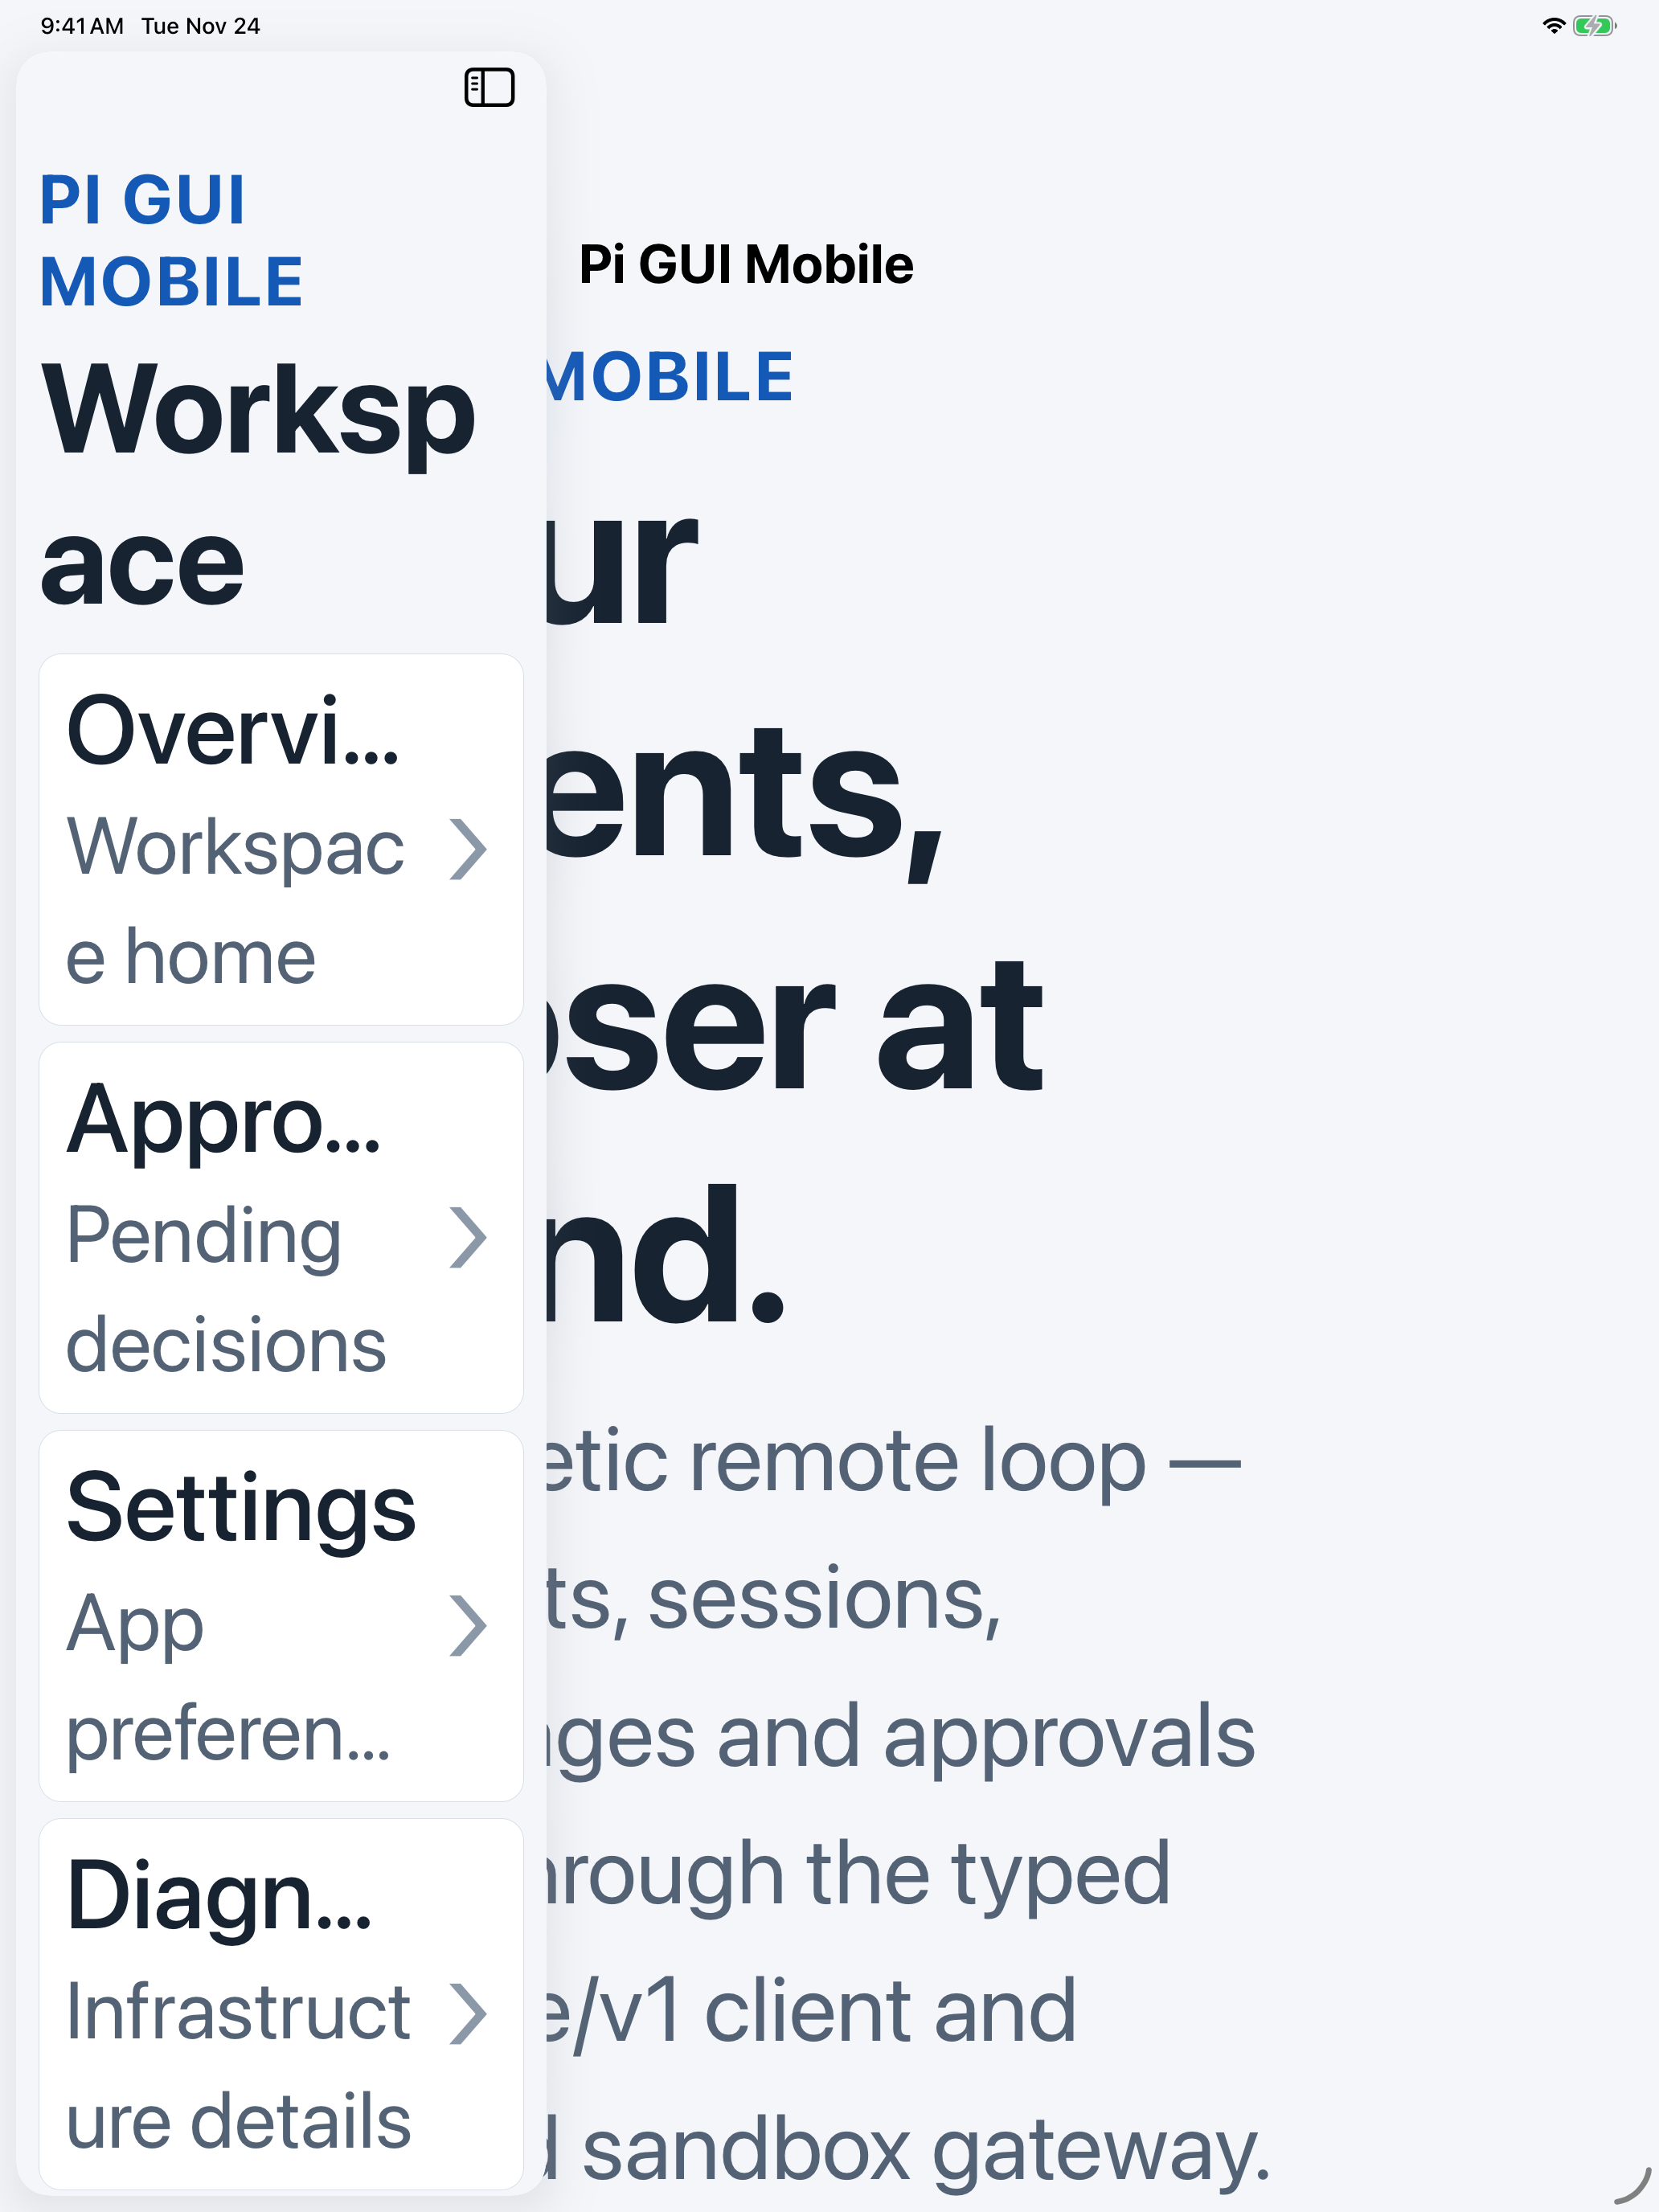 9:41 AM Tue Nov 24
PI GUI
MOBILE
Worksp
ace
Overvi...
Workspac
e home
Appro...
Pending
decisions
Settings
App
preferen...
Diagn...
Infrastruct
ure details
Pi GUI Mobile
MOBILE
ur
ents,
oser at
nd.
etic remote loop —
ts, sessions,
ges and approvals
hrough the typed
e/v1 client and
d sandbox gateway.